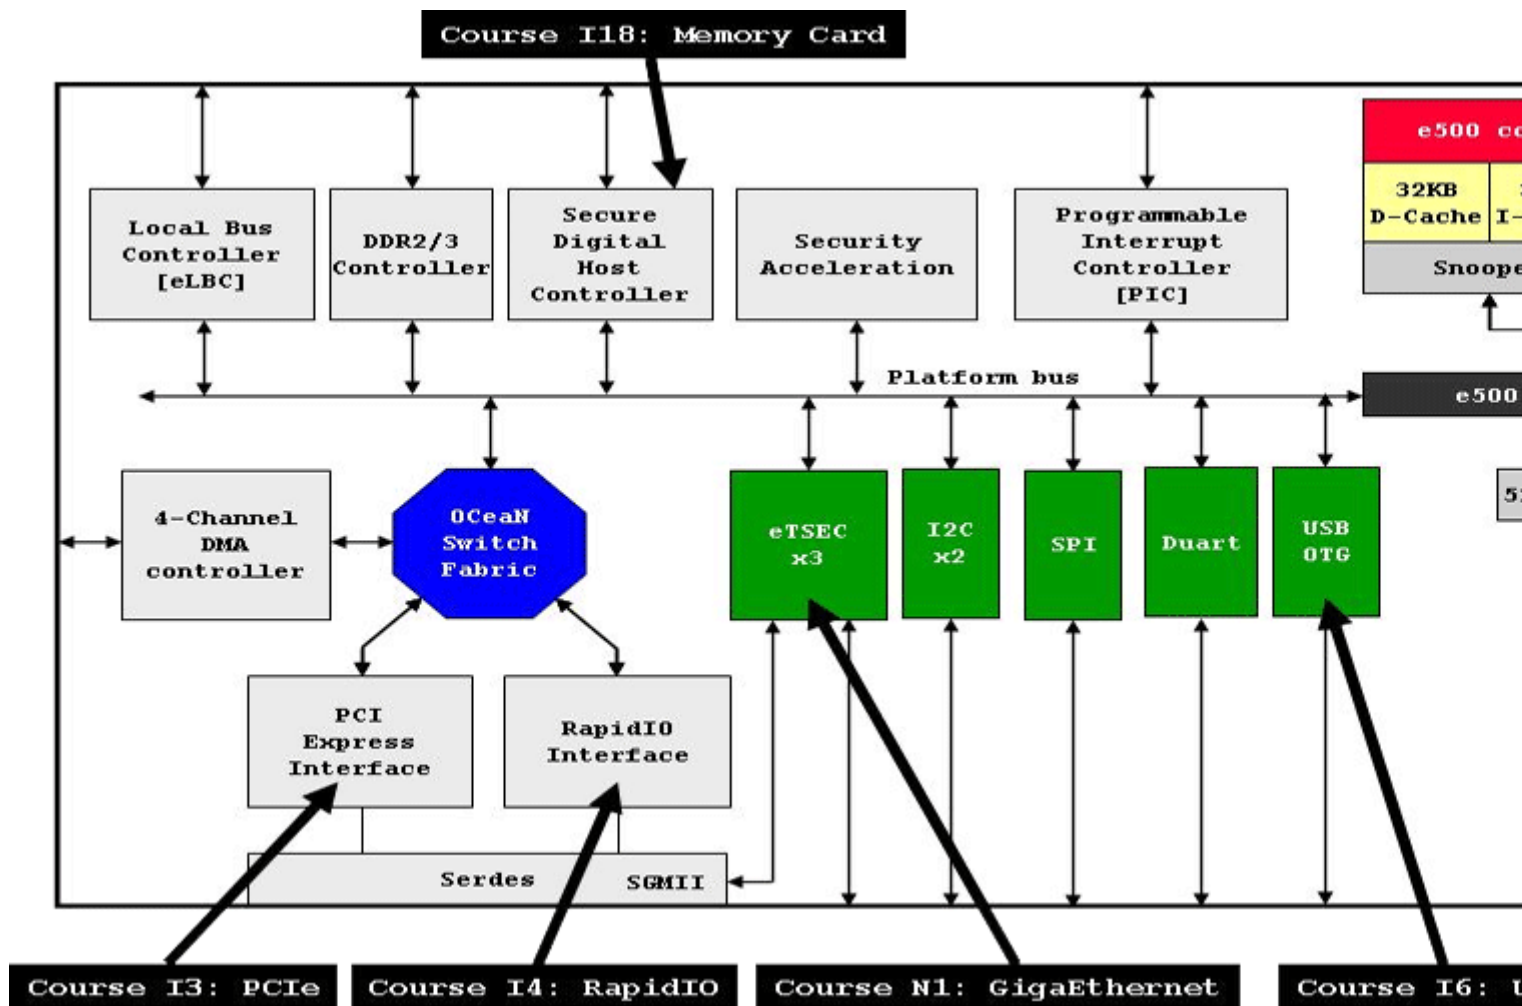 Course I18: Memory Card
e500
32KB
D-Cache
Local Bus
Controller
[eLBC]
DDR2/3
Controller
Secure
Digital
Host
Controller
Security
Acceleration
Programmable
Interrupt
Controller
[PIC]
Platform bus
e500
4-Channel
DMA
controller
OCeaN
Switch
Fabric
eTSEC
x3
I2C
x2
SPI
Duart
USB
OTG
PCI
Express
Interface
RapidIO
Interface
Serdes
SGMII
Course I3: PCIe
Course I4: RapidIO
Course N1: GigaEthernet
Course I6: